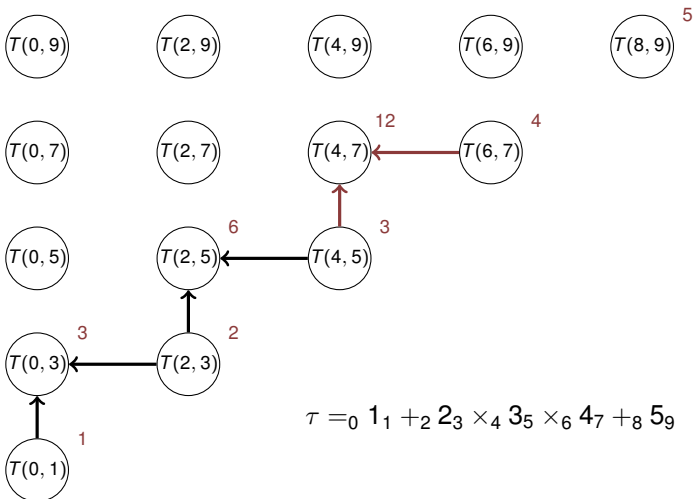 5
T(0, 9) T(2, 9) T(4, 9) T(6, 9) T(8, 9)
12 4
T(0, 7) T(2, 7) T(4, 7) T(6, 7)
6 3
T(0, 5) T(2, 5) T(4, 5)
3 2
T(0, 3) T(2, 3)
τ =₀ 1₁ +₂ 2₃ ×₄ 3₅ ×₆ 4₇ +₈ 5₉
1
T(0, 1)